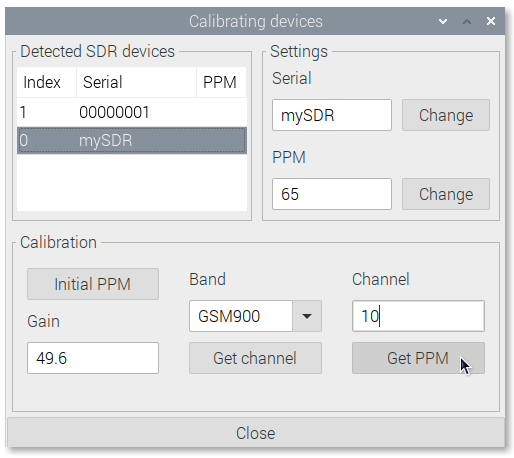 Calibrating devices
Detected SDR devices
Index Serial PPM
1 00000001
0 mySDR
Settings
Serial
mySDR Change
PPM
65 Change
Calibration
Initial PPM
Gain
49.6
Band
GSM900
Get channel
Channel
10
Get PPM
Close